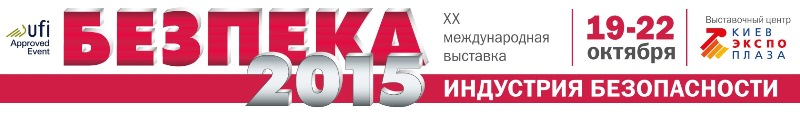 ufi
Approved
Event
БЕЗПЕКА
2015
XX
международная
выставка
19-22
октября
Выставочный центр
КИЕВ
ЭКСПО
ПЛАЗА
ИНДУСТРИЯ БЕЗОПАСНОСТИ